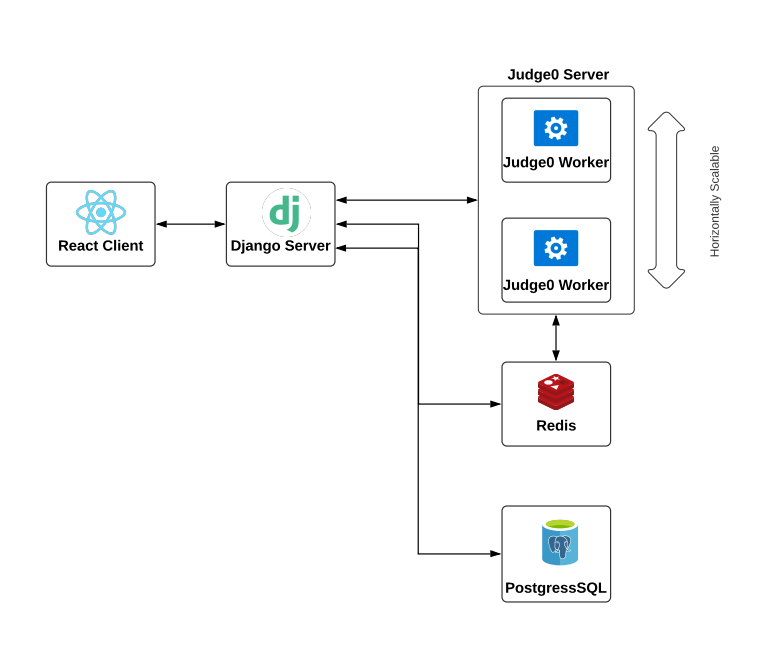 Judge0 Server
Judge0 Worker
Horizontally Scalable
React Client
dj
Django Server
Judge0 Worker
Redis
PostgressSQL